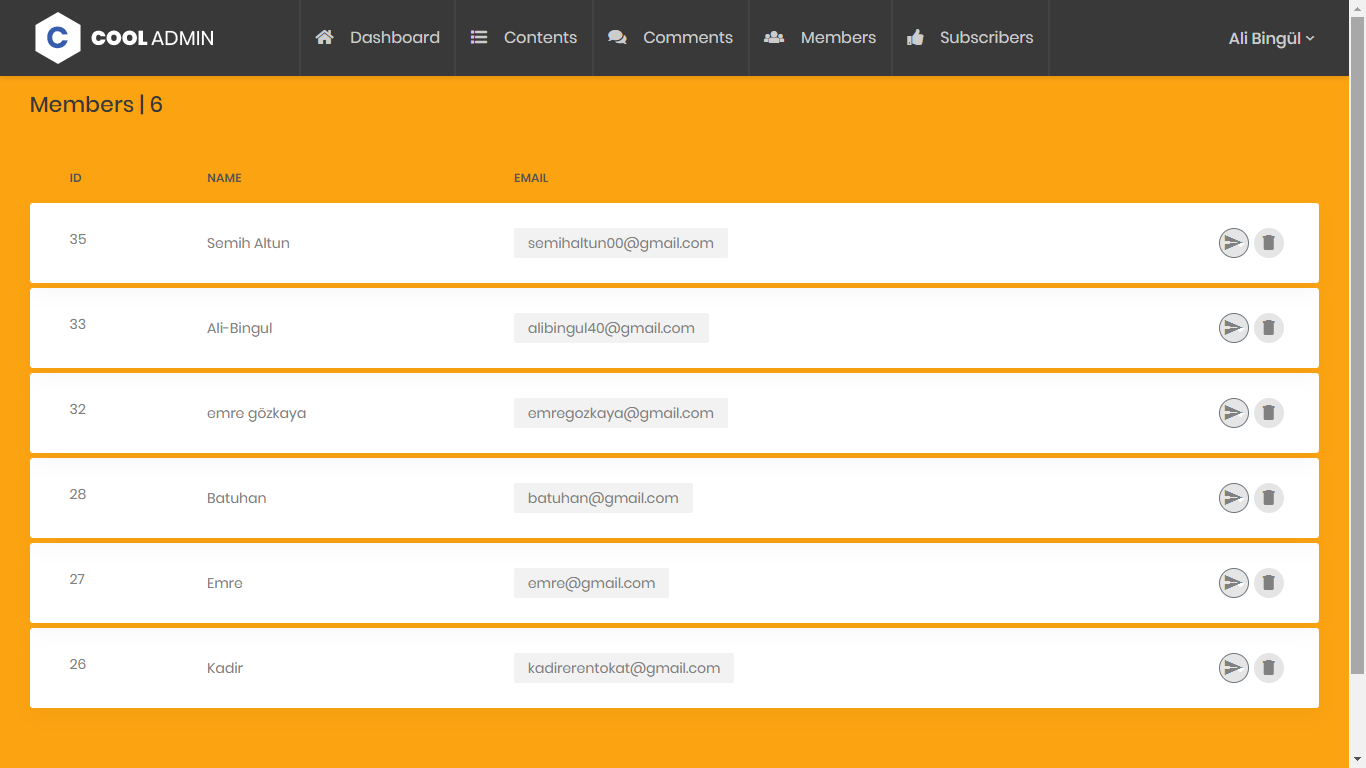 C COOL ADMIN Dashboard Contents Comments Members Subscribers Ali Bingül
Members | 6
ID NAME EMAIL
35 Semih Altun semihaltun00@gmail.com
33 Ali-Bingul alibingul40@gmail.com
32 emre gözkaya emregozkaya@gmail.com
28 Batuhan batuhan@gmail.com
27 Emre emre@gmail.com
26 Kadir kadirerentokat@gmail.com